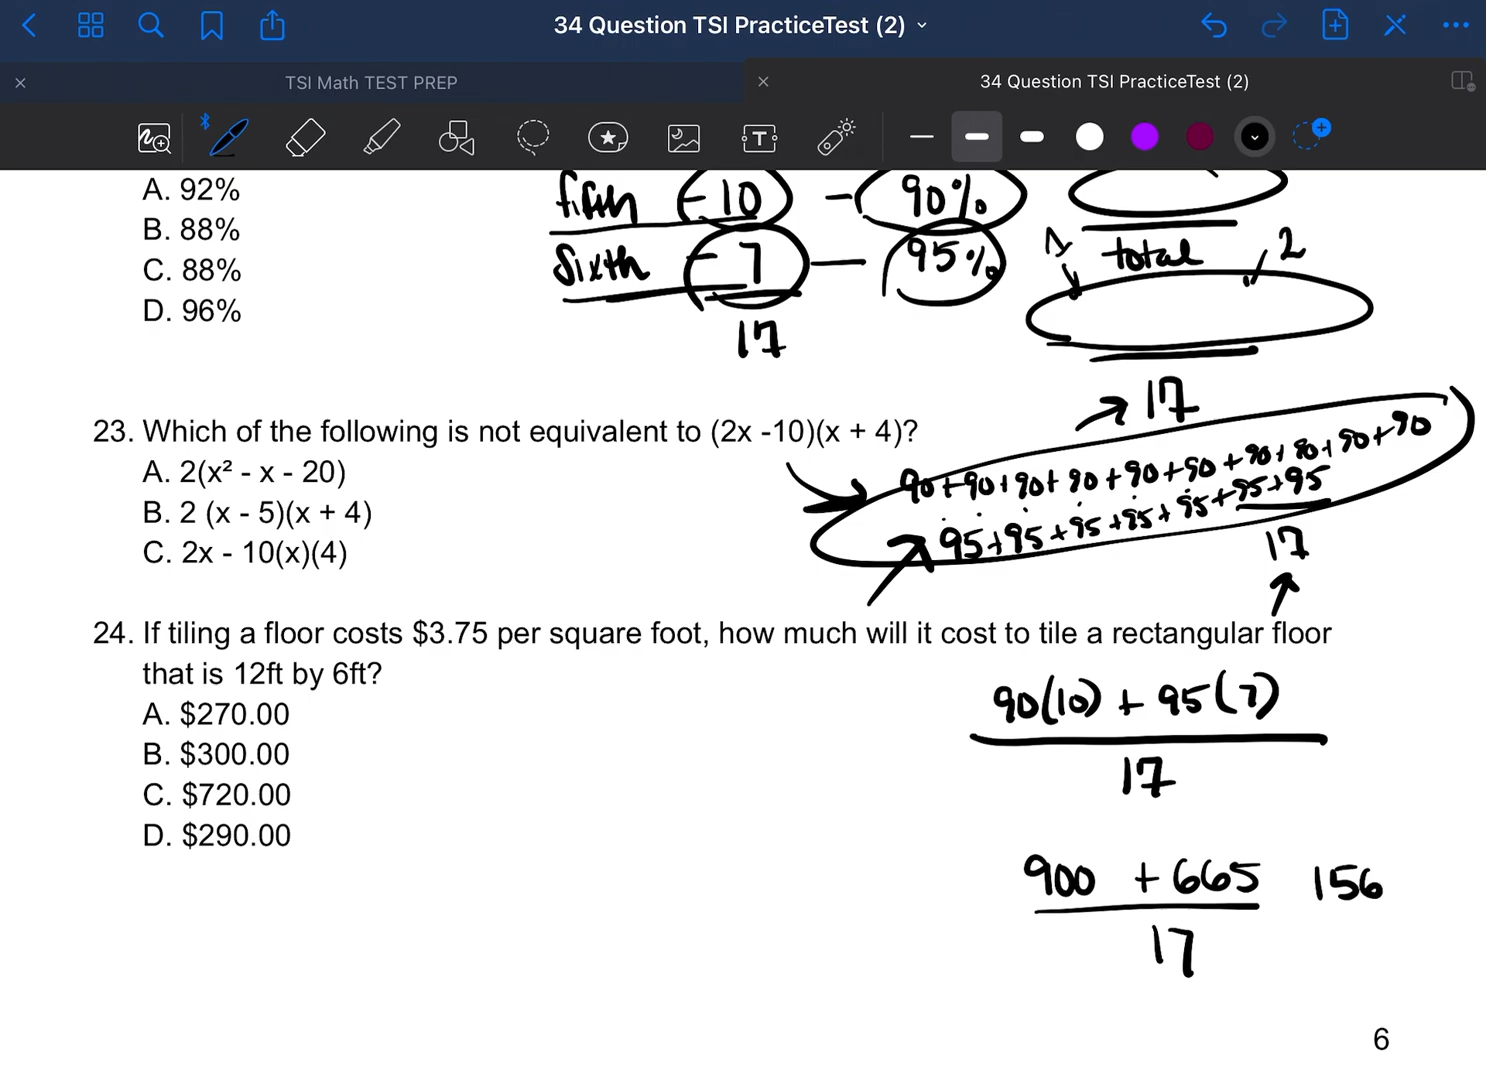 34 Question TSI PracticeTest (2)
TSI Math TEST PREP
34 Question TSI PracticeTest (2)
T
A. 92%
B. 88%
C. 88%
D. 96%
fifth - 10 - 90%
sixth - 7 - 95%
17
total
1
2
17
23. Which of the following is not equivalent to (2x -10)(x + 4)?
A. 2(x² - x - 20)
B. 2 (x - 5)(x + 4)
C. 2x - 10(x)(4)
90+90+90+90+90+90+90+90+90+90
95+95+95+95+95+95+95
17
24. If tiling a floor costs $3.75 per square foot, how much will it cost to tile a rectangular floor
that is 12ft by 6ft?
A. $270.00
B. $300.00
C. $720.00
D. $290.00
90(10) + 95(7)
17
900 + 665 156
17
6